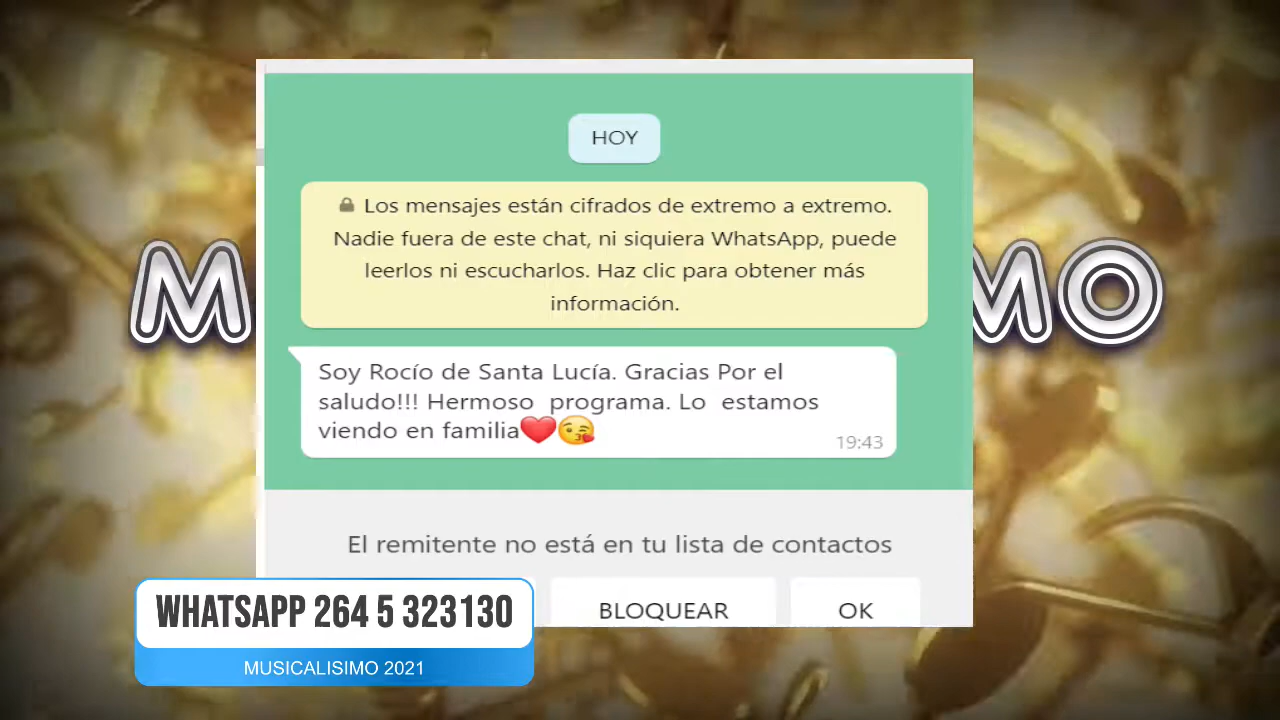 HOY
Los mensajes están cifrados de extremo a extremo.
Nadie fuera de este chat, ni siquiera WhatsApp, puede
leerlos ni escucharlos. Haz clic para obtener más
información.
M MO
Soy Rocío de Santa Lucía. Gracias Por el
saludo!!! Hermoso programa. Lo estamos
viendo en familia❤️😘
19:43
El remitente no está en tu lista de contactos
BLOQUEAR OK
WHATSAPP 264 5 323130
MUSICALISIMO 2021